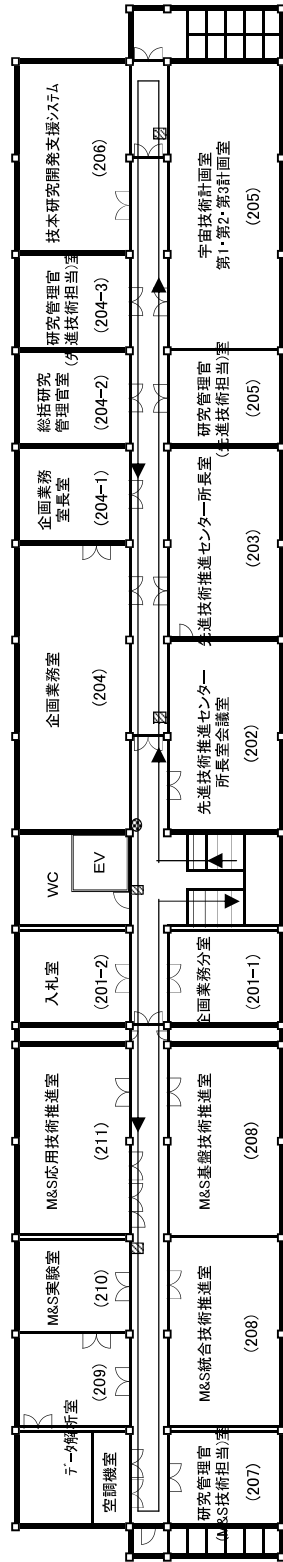 データ解析室
(209)
空調機室
M&S実験室
(210)
M&S応用技術推進室
(211)
入札室
(201-2)
WC
EV
企画業務室
(204)
企画業務
室長室
(204-1)
総括研究
管理官室
(204-2)
研究管理官
(先進技術担当)室
(204-3)
技本研究開発支援システム
(206)
研究管理官
(M&S技術担当)室
(207)
M&S統合技術推進室
(208)
M&S基盤技術推進室
(208)
企画業務分室
(201-1)
先進技術推進センター
所長室会議室
(202)
先進技術推進センター所長室
(203)
研究管理官
(先進技術担当)室
(205)
宇宙技術計画室
第1・第2・第3計画室
(205)